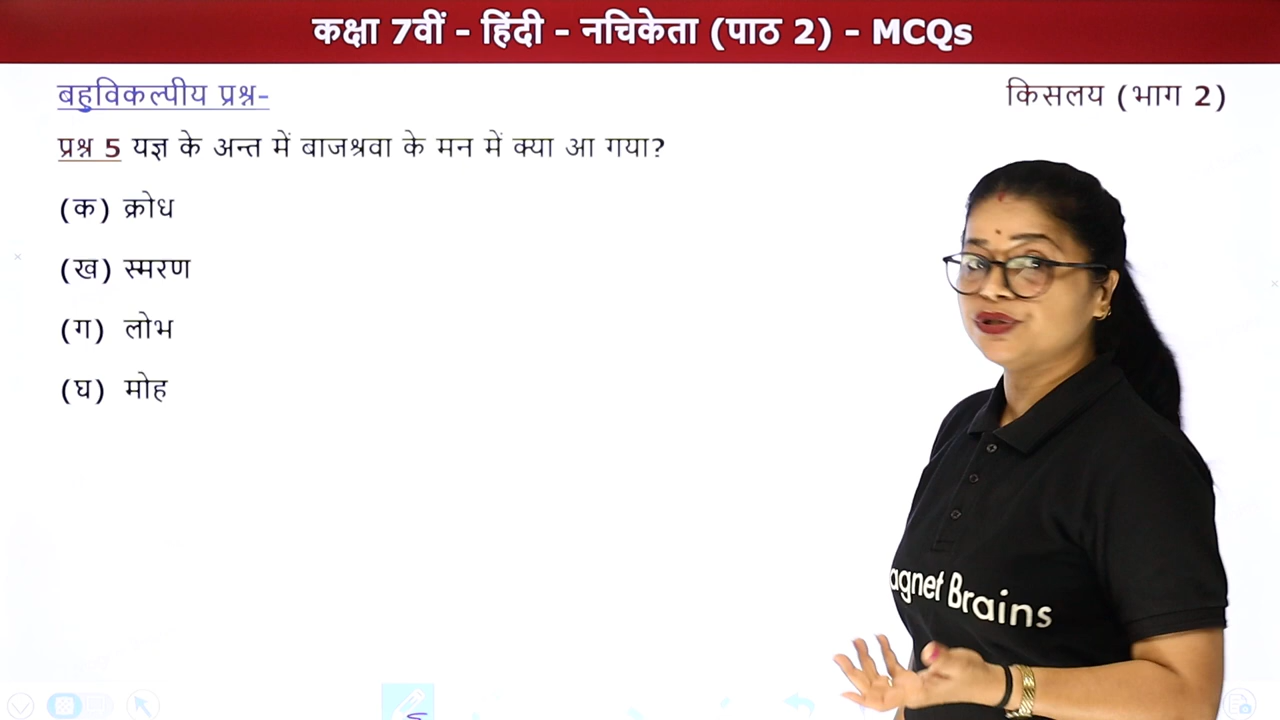 कक्षा 7वीं - हिंदी - नचिकेता (पाठ 2) - MCQs
बहुविकल्पीय प्रश्न-
किसलय (भाग 2)
प्रश्न 5 यज्ञ के अन्त में बाजश्रवा के मन में क्या आ गया?
(क) क्रोध
(ख) स्मरण
(ग) लोभ
(घ) मोह
agnet Brains